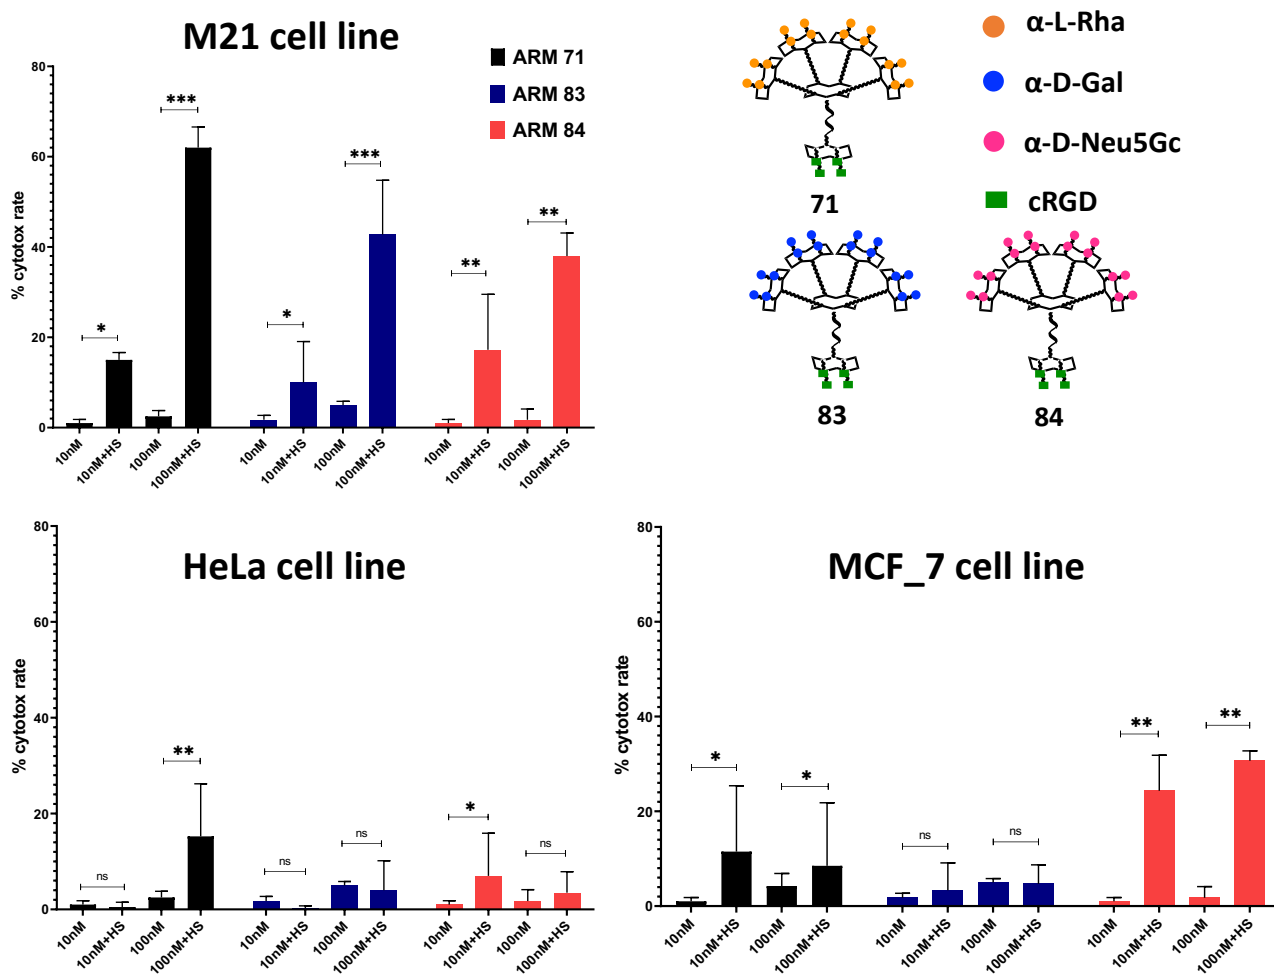 M21 cell line
ARM 71
ARM 83
ARM 84
% cytotox rate
80
60
40
20
0
*
***
*
***
**
**
10nM
10nM+HS
100nM
100nM+HS
10nM
10nM+HS
100nM
100nM+HS
10nM
10nM+HS
100nM
100nM+HS
α-L-Rha
α-D-Gal
α-D-Neu5Gc
cRGD
71
83
84
HeLa cell line
% cytotox rate
80
60
40
20
0
ns
**
ns
ns
*
ns
10nM
10nM+HS
100nM
100nM+HS
10nM
10nM+HS
100nM
100nM+HS
10nM
10nM+HS
100nM
100nM+HS
MCF_7 cell line
% cytotox rate
80
60
40
20
0
*
*
ns
ns
**
**
10nM
10nM+HS
100nM
100nM+HS
10nM
10nM+HS
100nM
100nM+HS
10nM
10nM+HS
100nM
100nM+HS